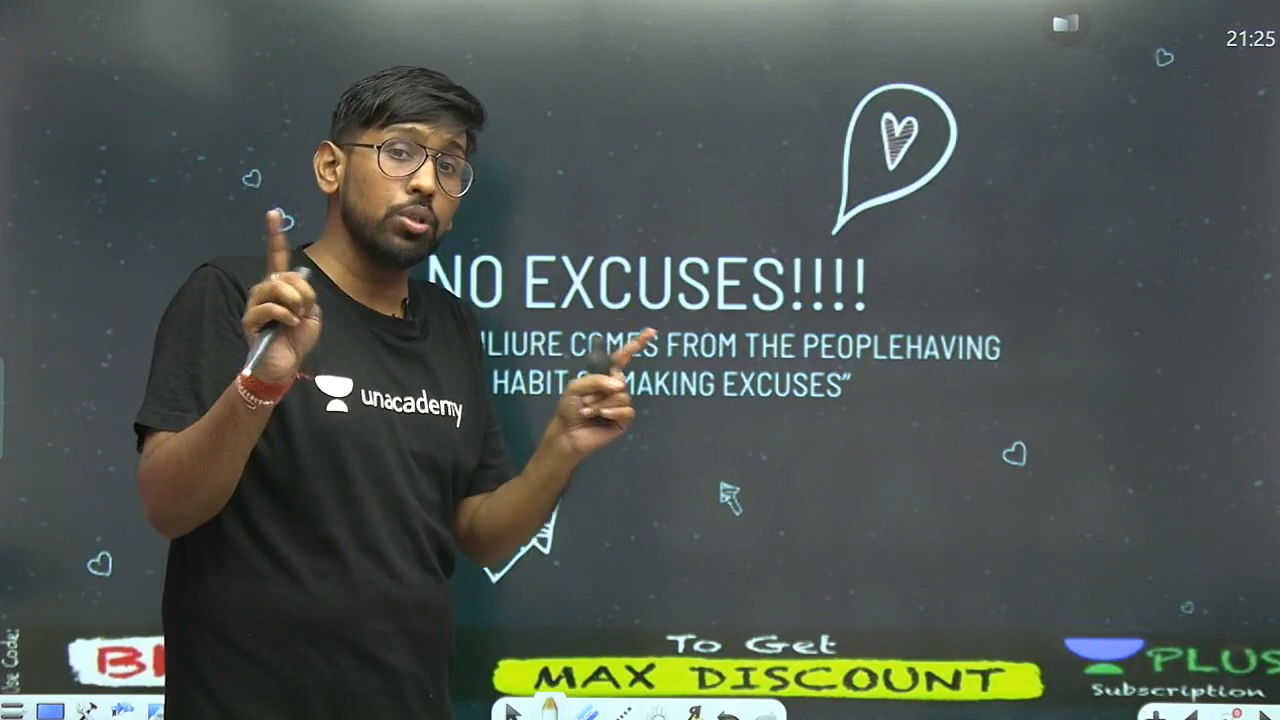 21:25
NO EXCUSES!!!!
ILIURE COMES FROM THE PEOPLEHAVING
HABIT MAKING EXCUSES”
unacademy
Use Code:
To Get
MAX DISCOUNT
PLUS
Subscription